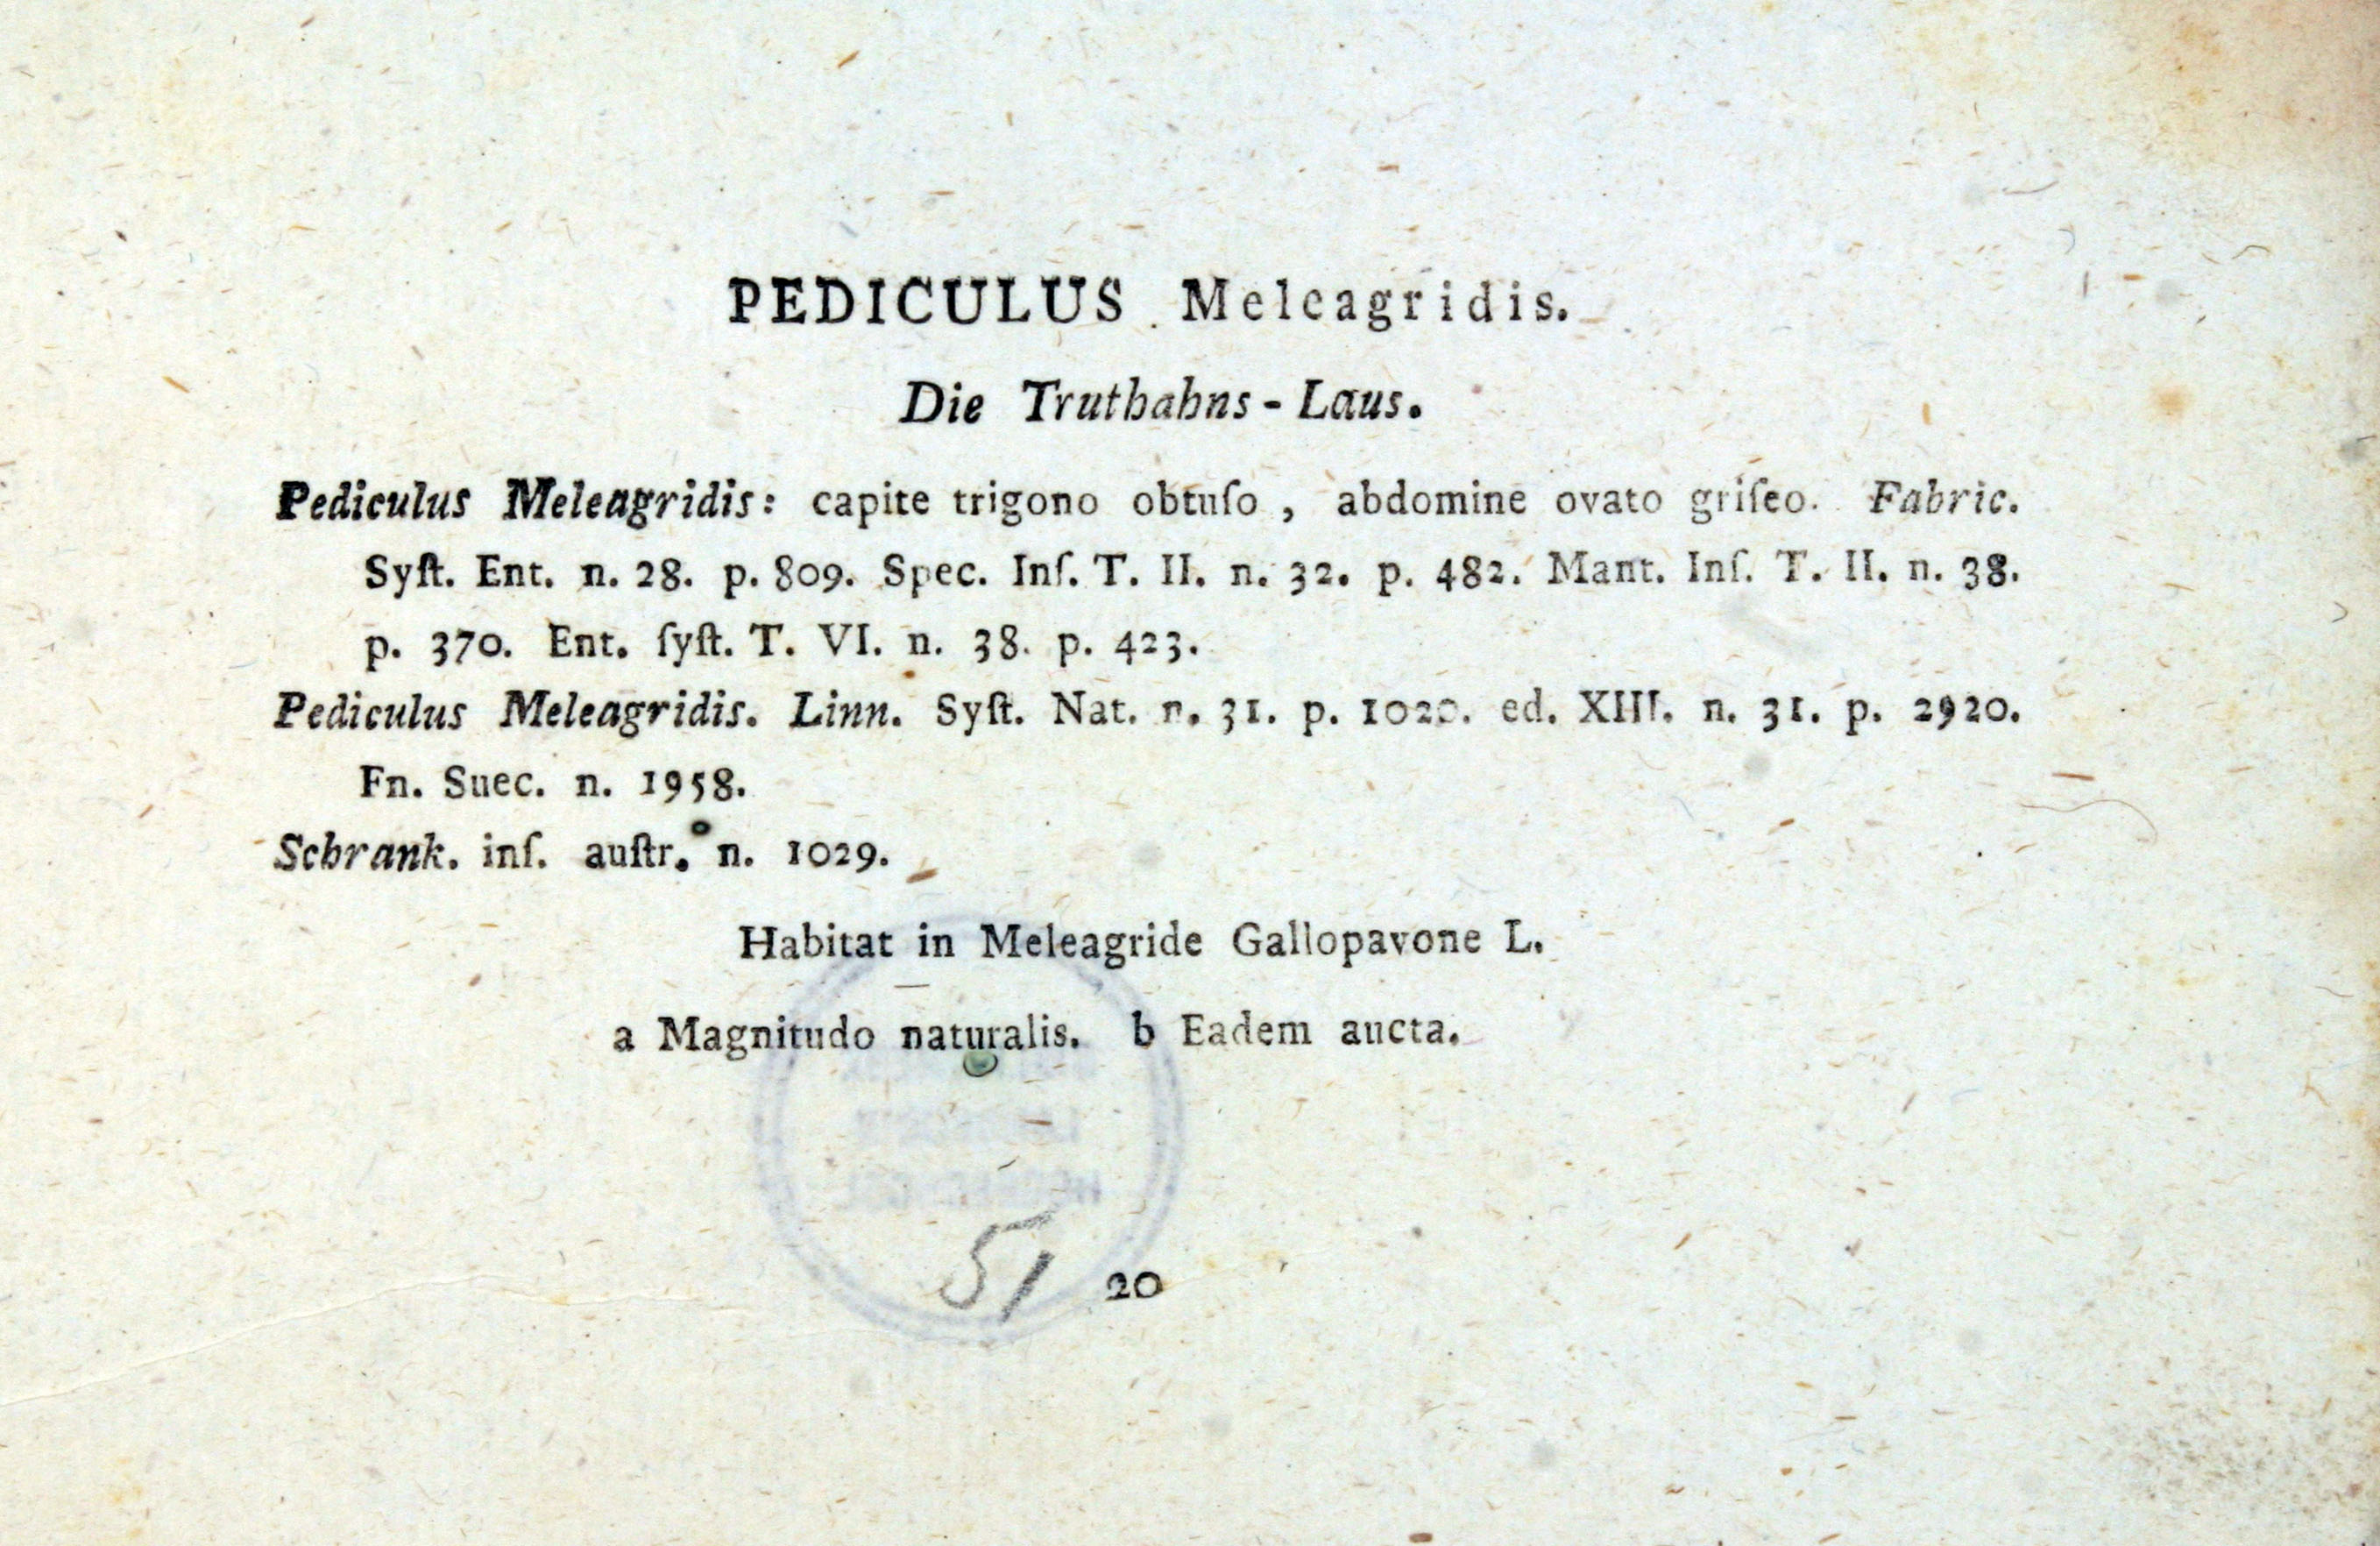 PEDICULUS Meleagridis.
Die Truthahns-Laus.
Pediculus Meleagridis: capite trigono obtuſo, abdomine ovato griſeo. Fabric.
Syſt. Ent. n. 28. p. 809. Spec. Inſ. T. II. n. 32. p. 482. Mant. Inſ. T. II. n. 38.
p. 370. Ent. ſyſt. T. VI. n. 38. p. 423.
Pediculus Meleagridis. Linn. Syſt. Nat. n. 31. p. 1020. ed. XIII. n. 31. p. 2920.
Fn. Suec. n. 1958.
Schrank. inſ. auſtr. n. 1029.
Habitat in Meleagride Gallopavone L.
a Magnitudo naturalis. b Eadem aucta.
51 20